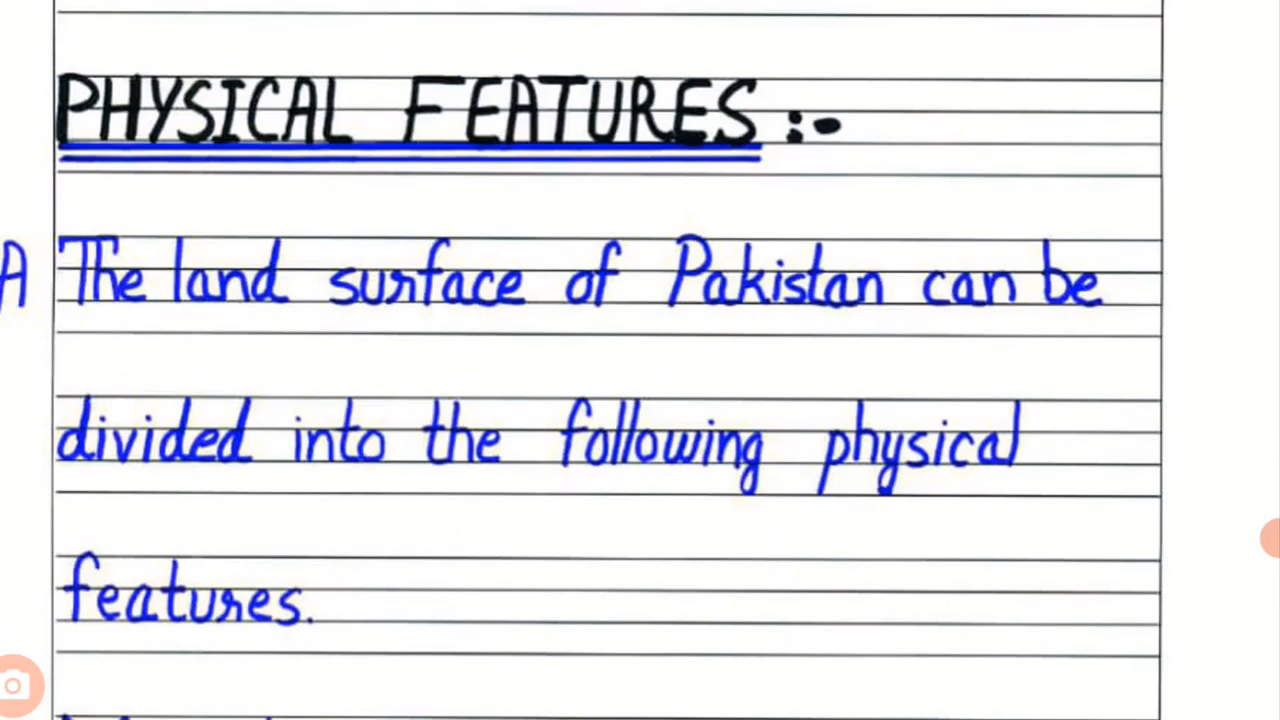 PHYSICAL FEATURES :-
A The land surface of Pakistan can be
divided into the following physical
features.